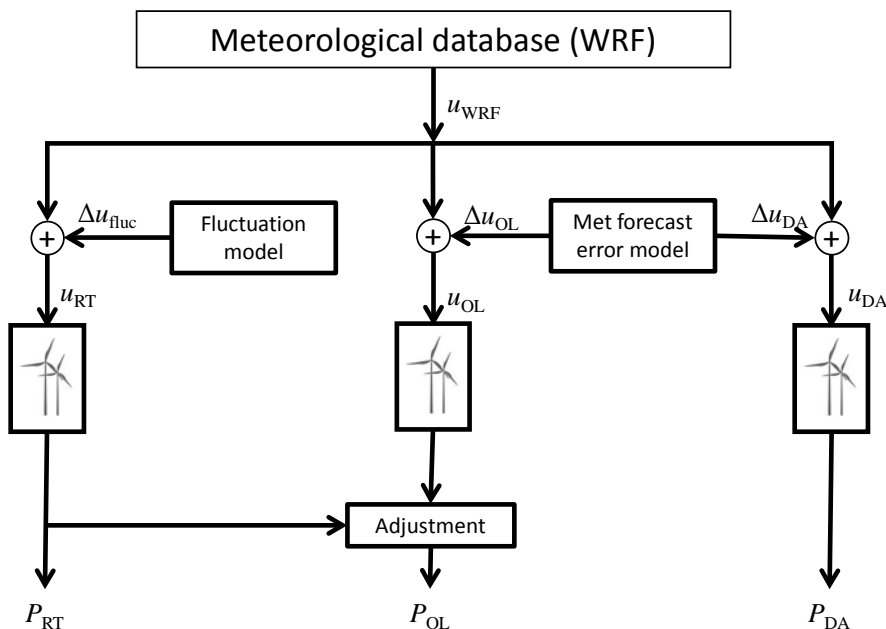 Meteorological database (WRF)
u_WRF
Δu_fluc
Fluctuation
model
Δu_OL
Met forecast
error model
Δu_DA
+
+
+
u_RT
u_OL
u_DA
Adjustment
P_RT
P_OL
P_DA